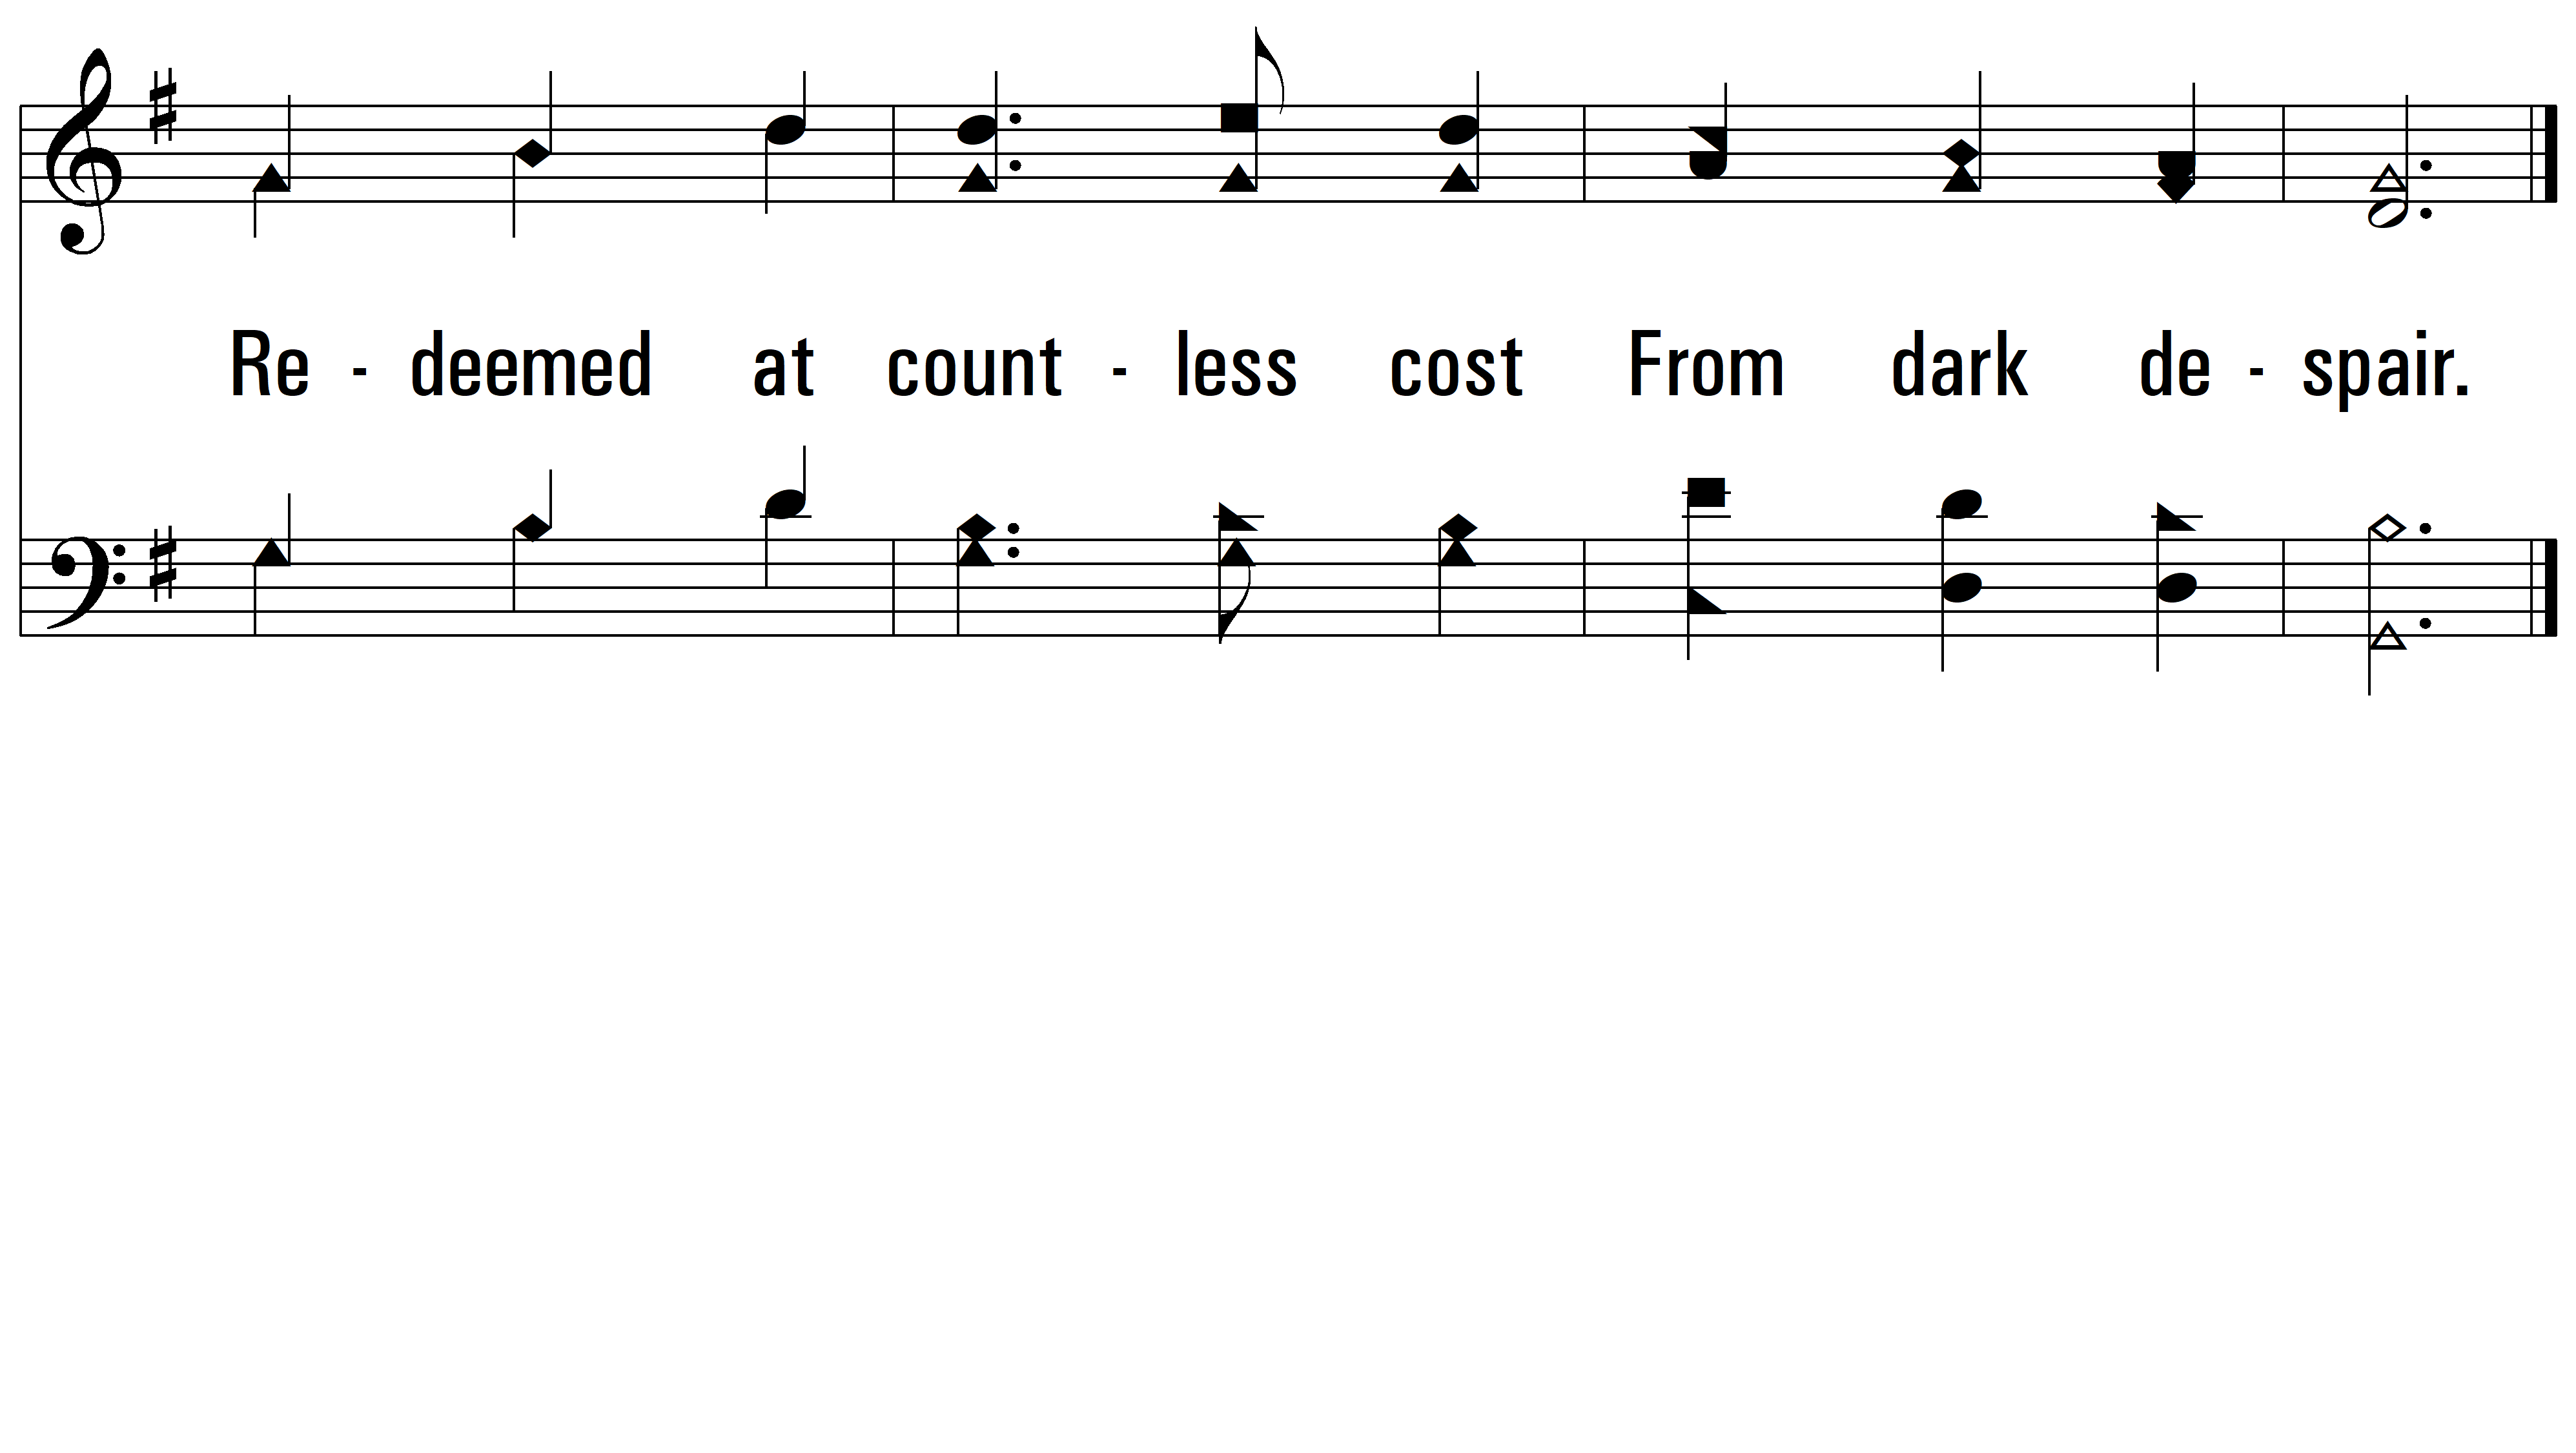 Re - deemed at count - less cost From dark de - spair.